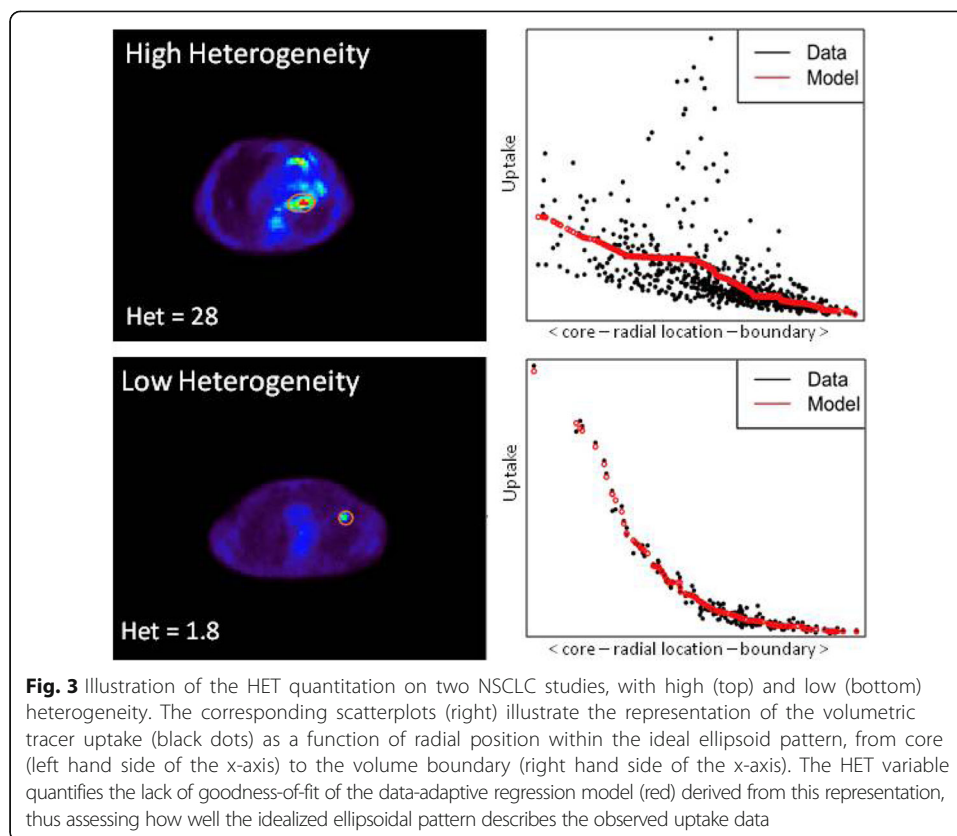 High Heterogeneity
Het = 28
Data
Model
Uptake
< core – radial location – boundary >
Low Heterogeneity
Het = 1.8
Data
Model
Uptake
< core – radial location – boundary >
Fig. 3 Illustration of the HET quantitation on two NSCLC studies, with high (top) and low (bottom)
heterogeneity. The corresponding scatterplots (right) illustrate the representation of the volumetric
tracer uptake (black dots) as a function of radial position within the ideal ellipsoid pattern, from core
(left hand side of the x-axis) to the volume boundary (right hand side of the x-axis). The HET variable
quantifies the lack of goodness-of-fit of the data-adaptive regression model (red) derived from this representation,
thus assessing how well the idealized ellipsoidal pattern describes the observed uptake data